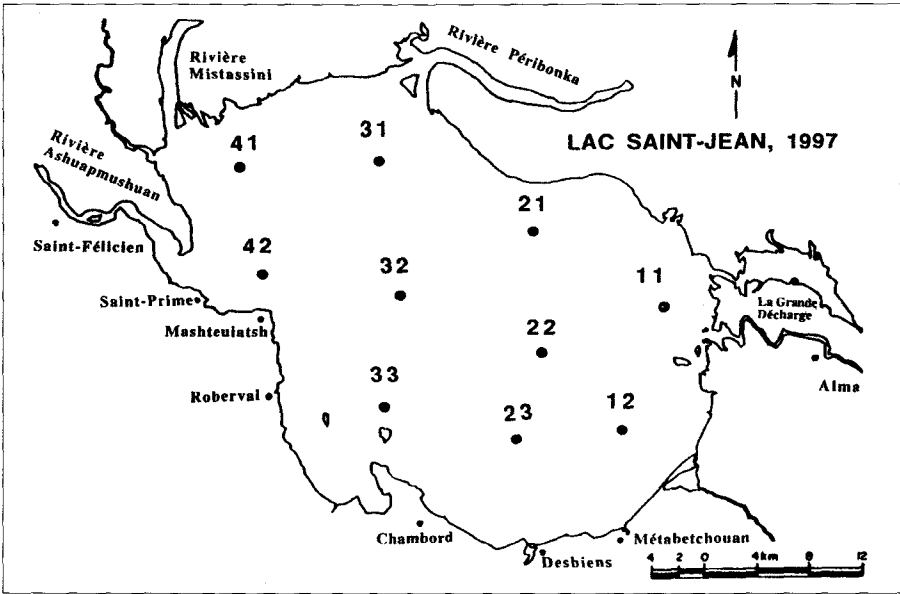 Rivière
Mistassini
Rivière Péribonka
N
LAC SAINT-JEAN, 1997
41
31
Rivière
Ashuapmushuan
21
Saint-Félicien
42
32
11
Saint-Prime
La Grande
Décharge
Mashteuiatsh
22
Alma
33
Roberval
23
12
Chambord
Métabetchouan
Desbiens
4 2 0 4km 8 12